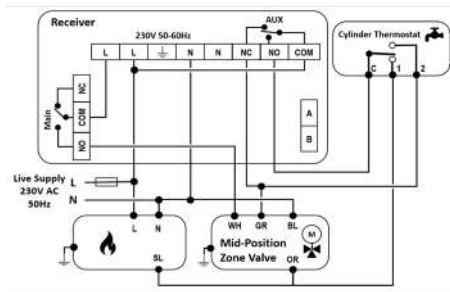 Receiver
AUX
230V 50-60Hz
L L N N NC NO COM
Cylinder Thermostat
C 1 2
Main
NC
COM
NO
A
B
Live Supply
230V AC
50Hz
L
N
L N
SL
WH GR BL
M
Mid-Position
Zone Valve
OR